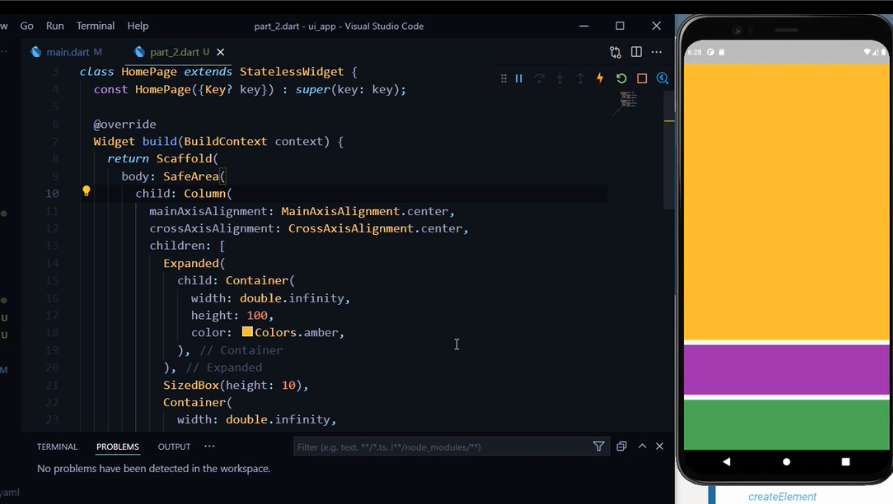 w Go Run Terminal Help part_2.dart - ui_app - Visual Studio Code
main.dart M part_2.dart U
3 class HomePage extends StatelessWidget {
4 const HomePage({Key? key}) : super(key: key);
5
6 @override
7 Widget build(BuildContext context) {
8 return Scaffold(
9 body: SafeArea(
10 child: Column(
11 mainAxisAlignment: MainAxisAlignment.center,
12 crossAxisAlignment: CrossAxisAlignment.center,
13 children: [
14 Expanded(
15 child: Container(
16 width: double.infinity,
17 height: 100,
18 color: Colors.amber,
19 ), // Container
20 ), // Expanded
21 SizedBox(height: 10),
22 Container(
23 width: double.infinity,
U
U
M
TERMINAL PROBLEMS OUTPUT ···
Filter (e.g. text, **/*.ts, !**/node_modules/**)
No problems have been detected in the workspace.
yaml
6:28
createElement